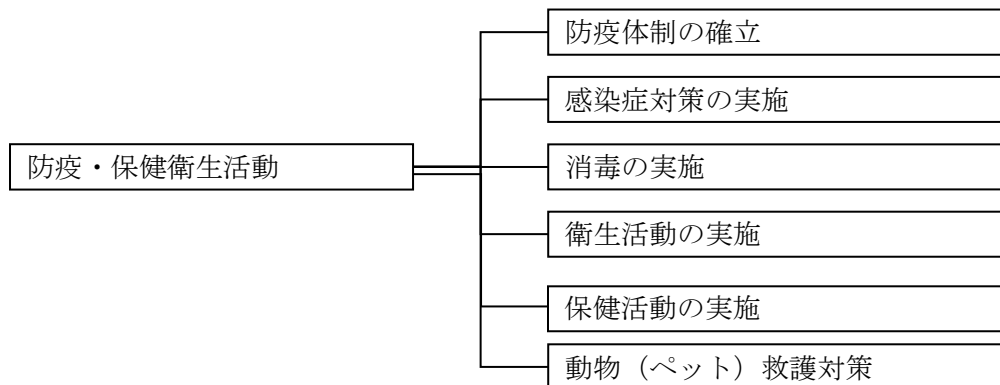 防疫体制の確立
感染症対策の実施
防疫・保健衛生活動
消毒の実施
衛生活動の実施
保健活動の実施
動物（ペット）救護対策